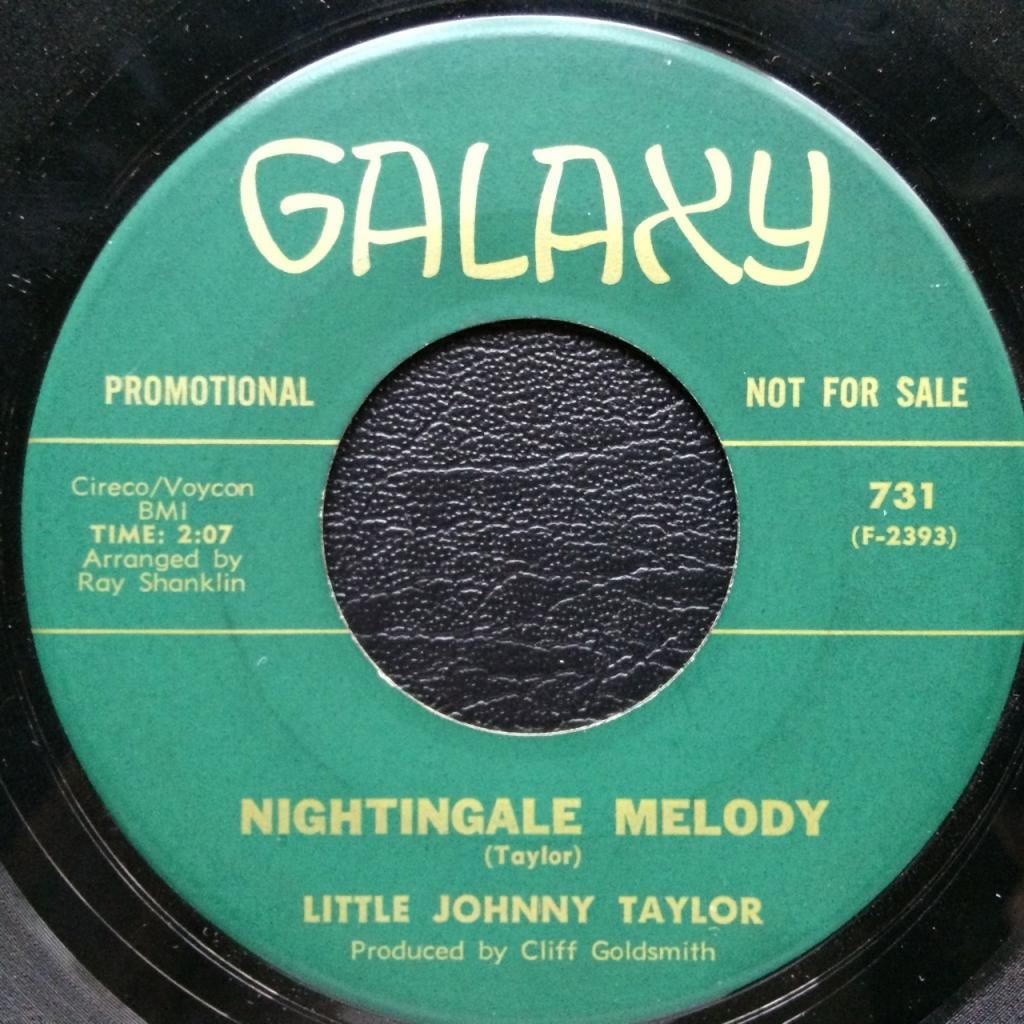 GALAXY
PROMOTIONAL
NOT FOR SALE
Cireco/Voycon
BMI
TIME: 2:07
Arranged by
Ray Shanklin
731
(F-2393)
NIGHTINGALE MELODY
(Taylor)
LITTLE JOHNNY TAYLOR
Produced by Cliff Goldsmith